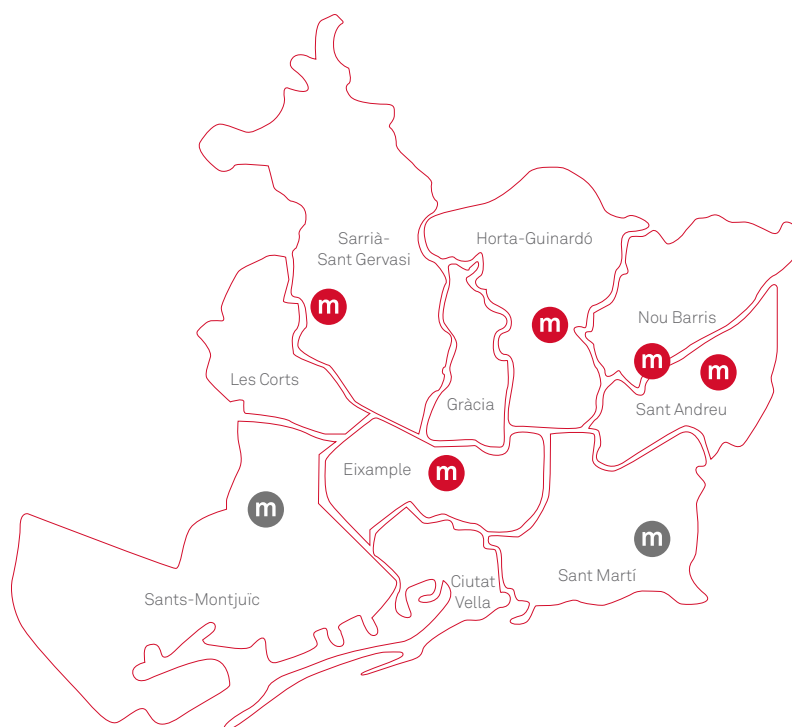 Sarrià-
Sant Gervasi
Horta-Guinardó
m
m
Nou Barris
m
m
Les Corts
Gràcia
Sant Andreu
Eixample
m
m
m
Sant Martí
Ciutat
Vella
Sants-Montjuïc